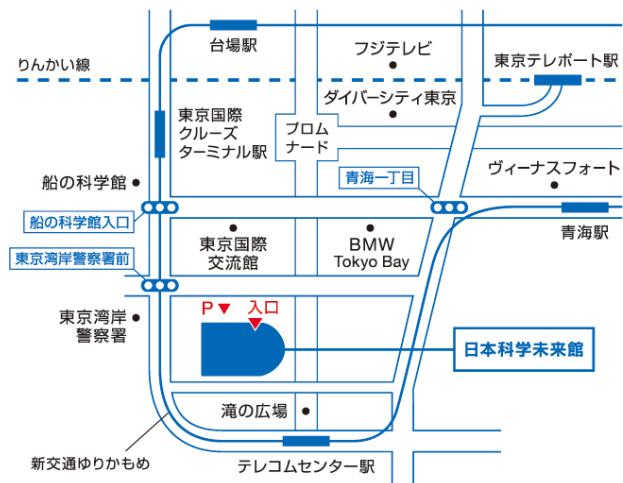 台場駅
フジテレビ
りんかい線
東京テレポート駅
ダイバーシティ東京
東京国際
クルーズ
ターミナル駅
プロム
ナード
船の科学館
青海一丁目
ヴィーナスフォート
船の科学館入口
東京国際
交流館
BMW
Tokyo Bay
青海駅
東京湾岸警察署前
P
入口
東京湾岸
警察署
日本科学未来館
滝の広場
新交通ゆりかもめ
テレコムセンター駅